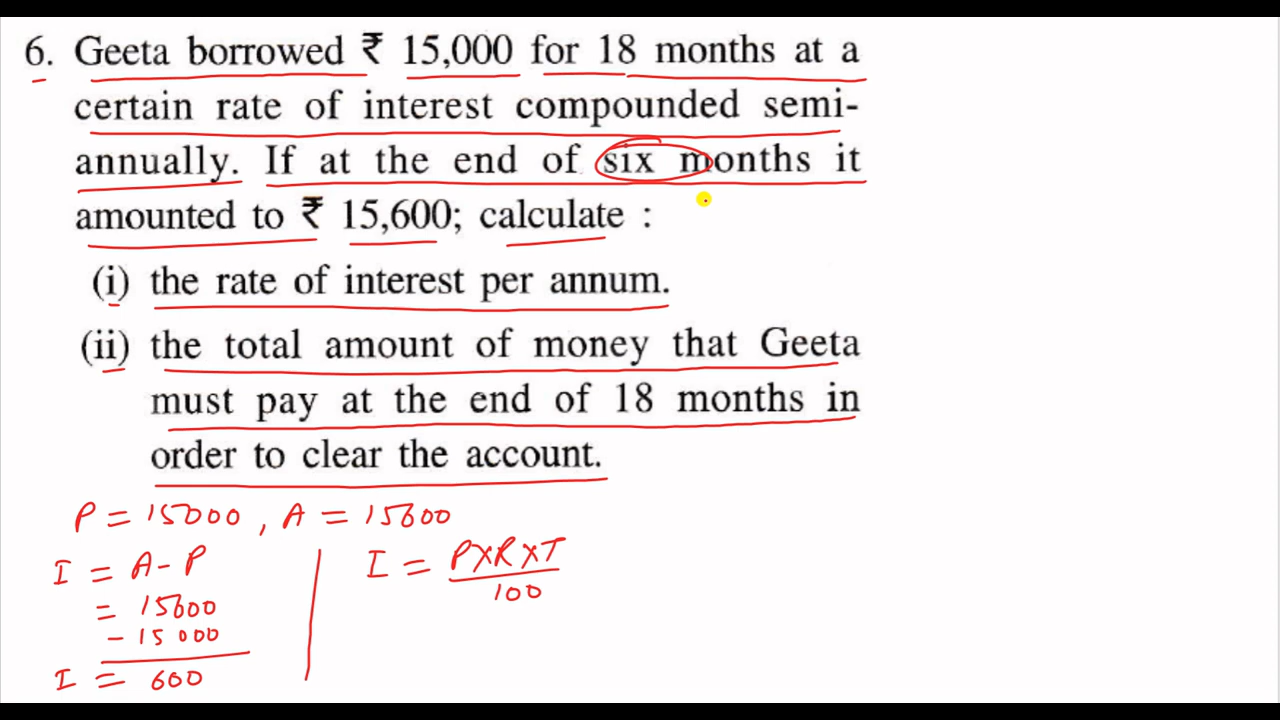 6. Geeta borrowed ₹ 15,000 for 18 months at a
certain rate of interest compounded semi-
annually. If at the end of six months it
amounted to ₹ 15,600; calculate :
(i) the rate of interest per annum.
(ii) the total amount of money that Geeta
must pay at the end of 18 months in
order to clear the account.
P = 15000, A = 15600
I = A - P
= 15600
- 15000
I = 600
I = P×R×T
100